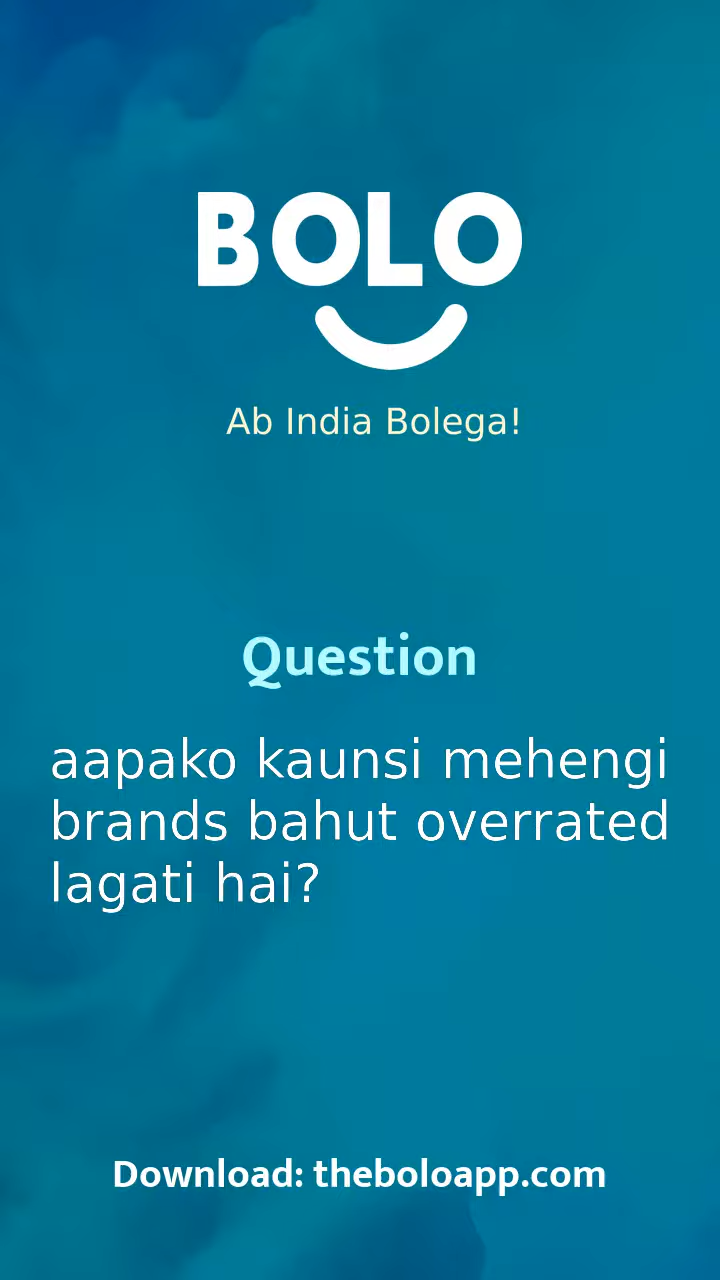 BOLO
Ab India Bolega!
Question
aapako kaunsi mehengi
brands bahut overrated
lagati hai?
Download: theboloapp.com